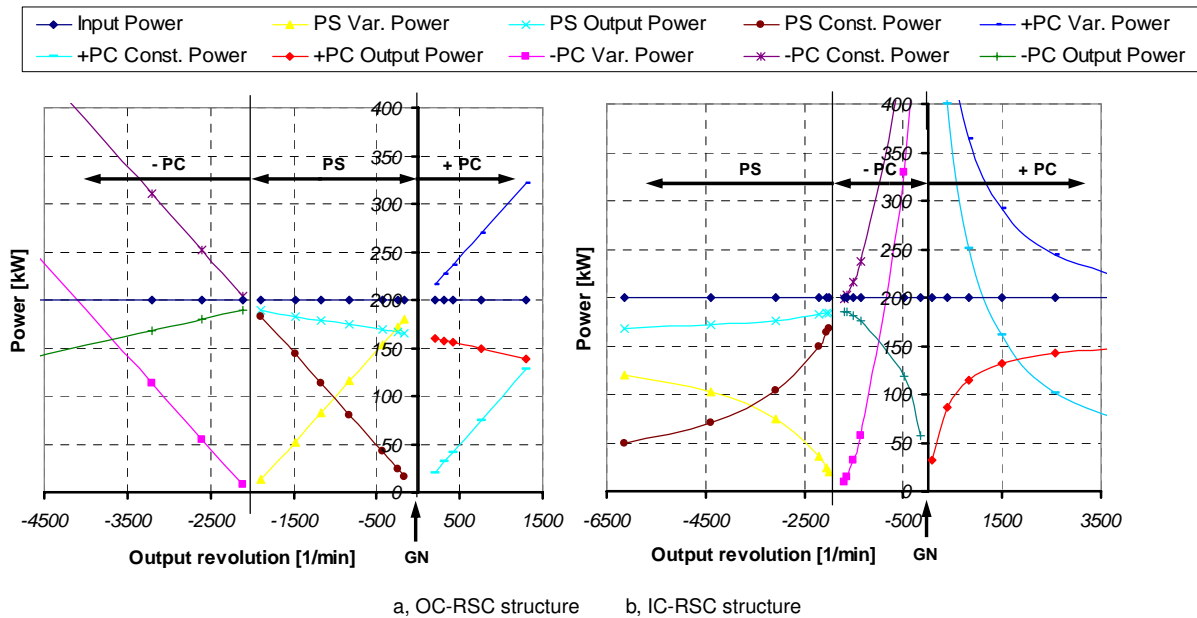 Input Power PS Var. Power PS Output Power PS Const. Power +PC Var. Power
+PC Const. Power +PC Output Power -PC Var. Power -PC Const. Power -PC Output Power
400
350
300
250
200
150
100
50
0
- PC PS + PC
Power [kW]
-4500 -3500 -2500 -1500 -500 500 1500
Output revolution [1/min]
GN
400
350
300
250
200
150
100
50
0
PS - PC + PC
Power [kW]
-6500 -4500 -2500 -500 1500 3500
Output revolution [1/min]
GN
a, OC-RSC structure b, IC-RSC structure